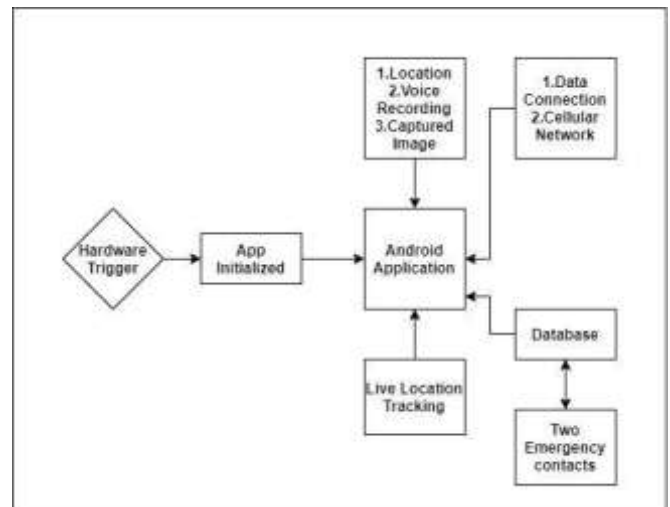 1.Location
2.Voice
Recording
3.Captured
Image
1.Data
Connection
2.Cellular
Network
Hardware
Trigger
App
Initialized
Android
Application
Database
Live Location
Tracking
Two
Emergency
contacts